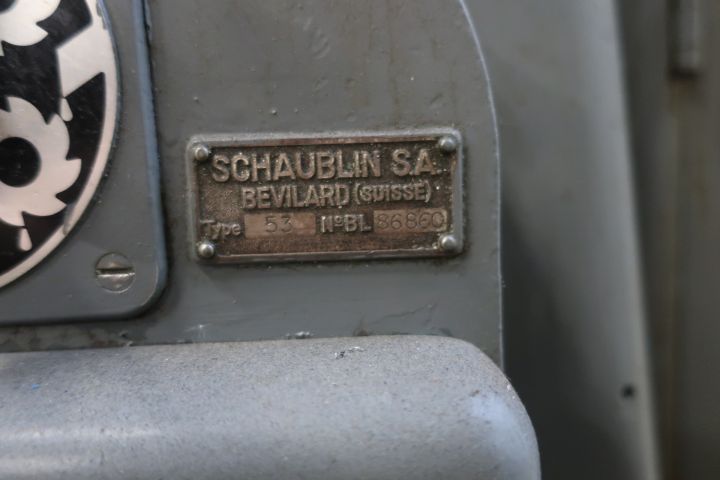 SCHAUBLIN S.A.
BEVILARD (SUISSE)
Type 53 NºBL 86860